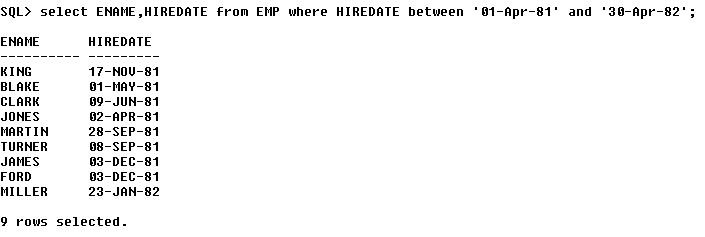 SQL> select ENAME,HIREDATE from EMP where HIREDATE between '01-Apr-81' and '30-Apr-82';
ENAME      HIREDATE
---------- ---------
KING       17-NOV-81
BLAKE      01-MAY-81
CLARK      09-JUN-81
JONES      02-APR-81
MARTIN     28-SEP-81
TURNER     08-SEP-81
JAMES      03-DEC-81
FORD       03-DEC-81
MILLER     23-JAN-82
9 rows selected.